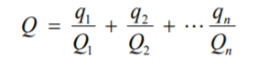 Q = q₁/Q₁ + q₂/Q₂ + ⋯ qₙ/Qₙ